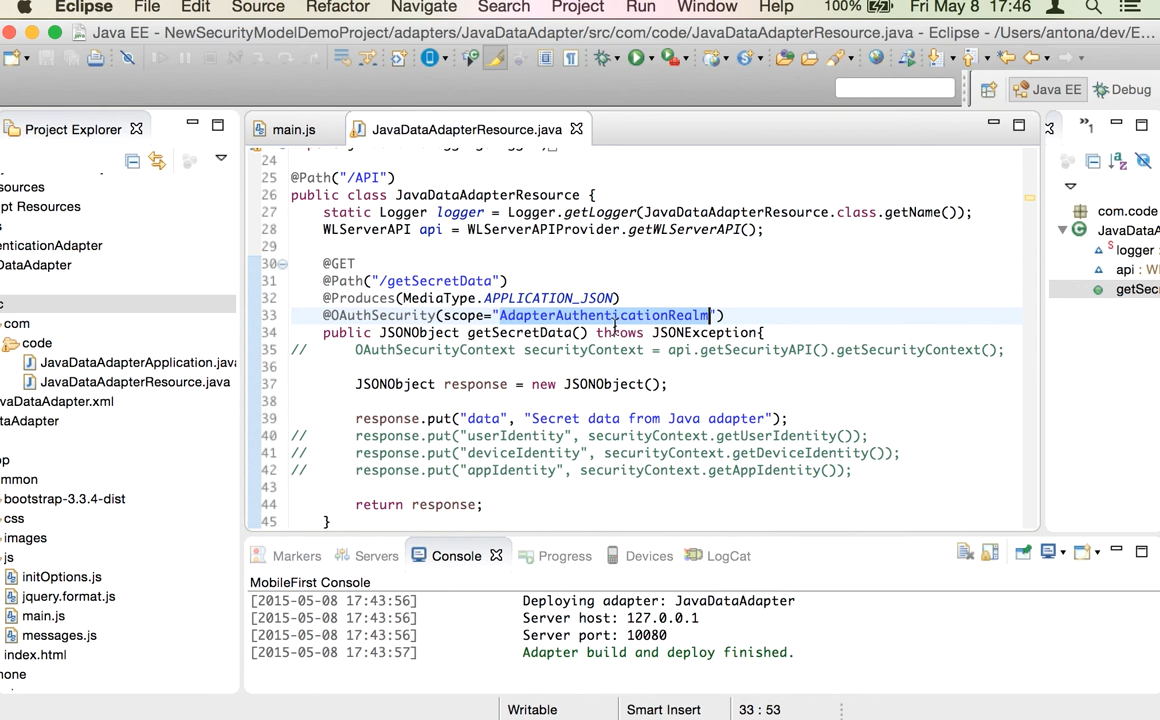 Eclipse File Edit Source Refactor Navigate Search Project Run Window Help 100% Fri May 8 17:46
Java EE - NewSecurityModelDemoProject/adapters/JavaDataAdapter/src/com/code/JavaDataAdapterResource.java - Eclipse - /Users/antona/dev/E...
Java EE Debug
Project Explorer
main.js JavaDataAdapterResource.java
»1
24
25 @Path("/API")
26 public class JavaDataAdapterResource {
27 static Logger logger = Logger.getLogger(JavaDataAdapterResource.class.getName());
28 WLServerAPI api = WLServerAPIProvider.getWLServerAPI();
29
30 @GET
31 @Path("/getSecretData")
32 @Produces(MediaType.APPLICATION_JSON)
33 @OAuthSecurity(scope="AdapterAuthenticationRealm")
34 public JSONObject getSecretData() throws JSONException{
35 // OAuthSecurityContext securityContext = api.getSecurityAPI().getSecurityContext();
36
37 JSONObject response = new JSONObject();
38
39 response.put("data", "Secret data from Java adapter");
40 // response.put("userIdentity", securityContext.getUserIdentity());
41 // response.put("deviceIdentity", securityContext.getDeviceIdentity());
42 // response.put("appIdentity", securityContext.getAppIdentity());
43
44 return response;
45 }
esources
pt Resources
s
enticationAdapter
DataAdapter
c
com
code
JavaDataAdapterApplication.java
JavaDataAdapterResource.java
avaDataAdapter.xml
ataAdapter
pp
mmon
bootstrap-3.3.4-dist
css
images
js
initOptions.js
jquery.format.js
main.js
messages.js
index.html
hone
com.code
JavaDataA
S logger :
api : Wl
getSecr
Markers Servers Console Progress Devices LogCat
MobileFirst Console
[2015-05-08 17:43:56] Deploying adapter: JavaDataAdapter
[2015-05-08 17:43:56] Server host: 127.0.0.1
[2015-05-08 17:43:56] Server port: 10080
[2015-05-08 17:43:57] Adapter build and deploy finished.
Writable Smart Insert 33 : 53